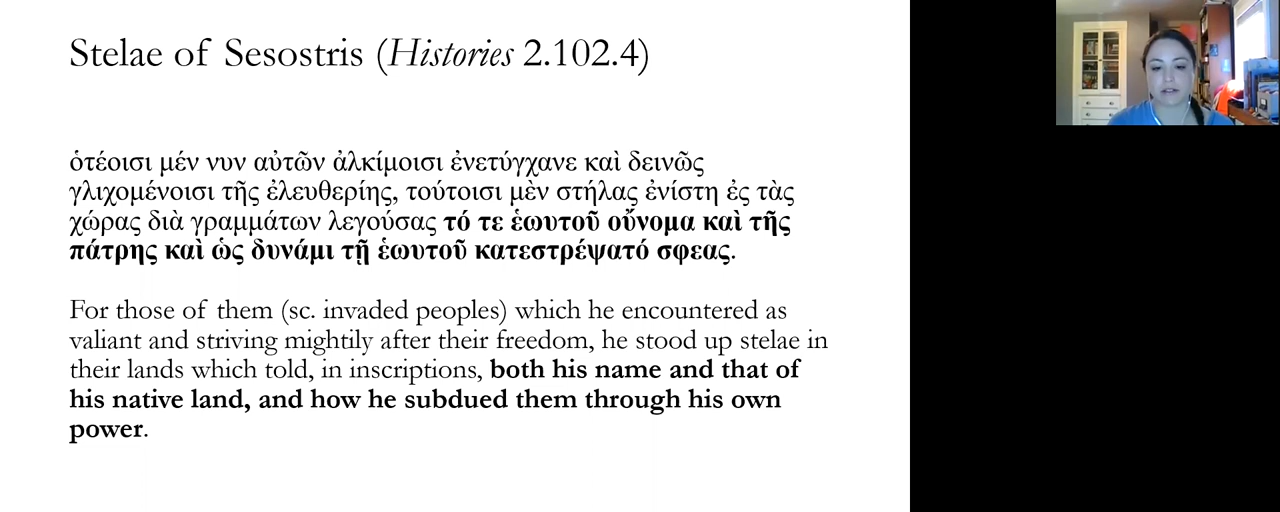 Stelae of Sesostris (Histories 2.102.4)
ὁτέοισι μέν νυν αὐτῶν ἀλκίμοισι ἐνετύγχανε καὶ δεινῶς
γλιχομένοισι τῆς ἐλευθερίης, τούτοισι μὲν στήλας ἐνίστη ἐς τὰς
χώρας διὰ γραμμάτων λεγούσας τό τε ἑωυτοῦ οὔνομα καὶ τῆς
πάτρης καὶ ὡς δυνάμι τῇ ἑωυτοῦ κατεστρέψατό σφεας.
For those of them (sc. invaded peoples) which he encountered as
valiant and striving mightily after their freedom, he stood up stelae in
their lands which told, in inscriptions, both his name and that of
his native land, and how he subdued them through his own
power.